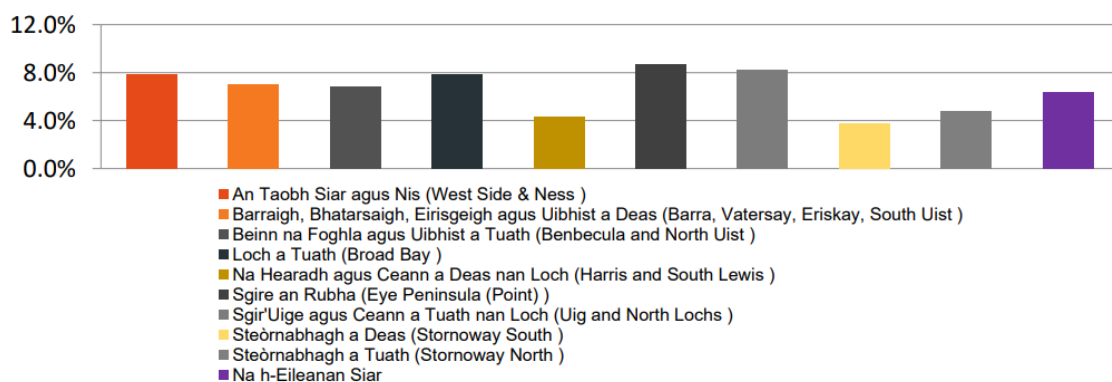 12.0%
8.0%
4.0%
0.0%
An Taobh Siar agus Nis (West Side & Ness )
Barraigh, Bhatarsaigh, Eirisgeigh agus Uibhist a Deas (Barra, Vatersay, Eriskay, South Uist )
Beinn na Foghla agus Uibhist a Tuath (Benbecula and North Uist )
Loch a Tuath (Broad Bay )
Na Hearadh agus Ceann a Deas nan Loch (Harris and South Lewis )
Sgire an Rubha (Eye Peninsula (Point) )
Sgir'Uige agus Ceann a Tuath nan Loch (Uig and North Lochs )
Steòrnabhagh a Deas (Stornoway South )
Steòrnabhagh a Tuath (Stornoway North )
Na h-Eileanan Siar